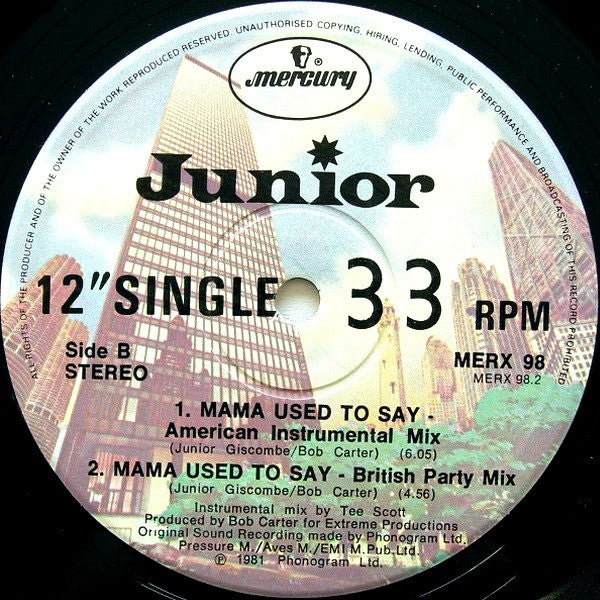 ALL RIGHTS OF THE PRODUCER AND OF THE OWNER OF THE WORK REPRODUCED RESERVED. UNAUTHORISED COPYING, HIRING, LENDING, PUBLIC PERFORMANCE AND BROADCASTING OF THIS RECORD PROHIBITED
mercury ®
Junior
12" SINGLE 33 RPM
Side B MERX 98
STEREO MERX 98.2
1. MAMA USED TO SAY -
American Instrumental Mix
(Junior Giscombe/Bob Carter) (6.05)
2. MAMA USED TO SAY - British Party Mix
(Junior Giscombe/Bob Carter) (4.56)
Instrumental mix by Tee Scott
Produced by Bob Carter for Extreme Productions
Original Sound Recording made by Phonogram Ltd.
Pressure M./Aves M./EMI M.Pub.Ltd.
℗ 1981 Phonogram Ltd.